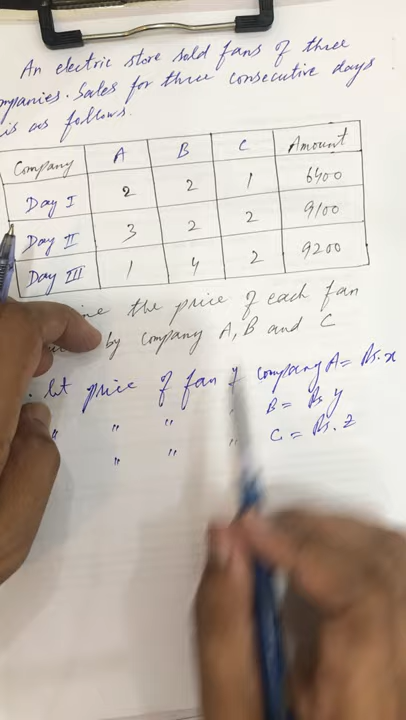 An electric store sold fans of three
mpanies. Sales for three consecutive days
is as follows.
Company A B C Amount
Day I 2 2 1 6400
Day II 3 2 2 9100
Day III 1 4 2 9200
the price of each fan
by company A, B and C
let price of fan of company A = Rs. x
" " " " B = Rs y
" " " C = Rs. z